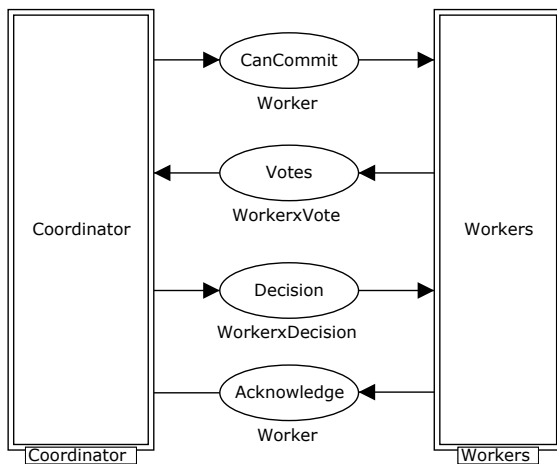 CanCommit
Worker
Votes
WorkerxVote
Coordinator
Workers
Decision
WorkerxDecision
Acknowledge
Worker
Coordinator
Workers